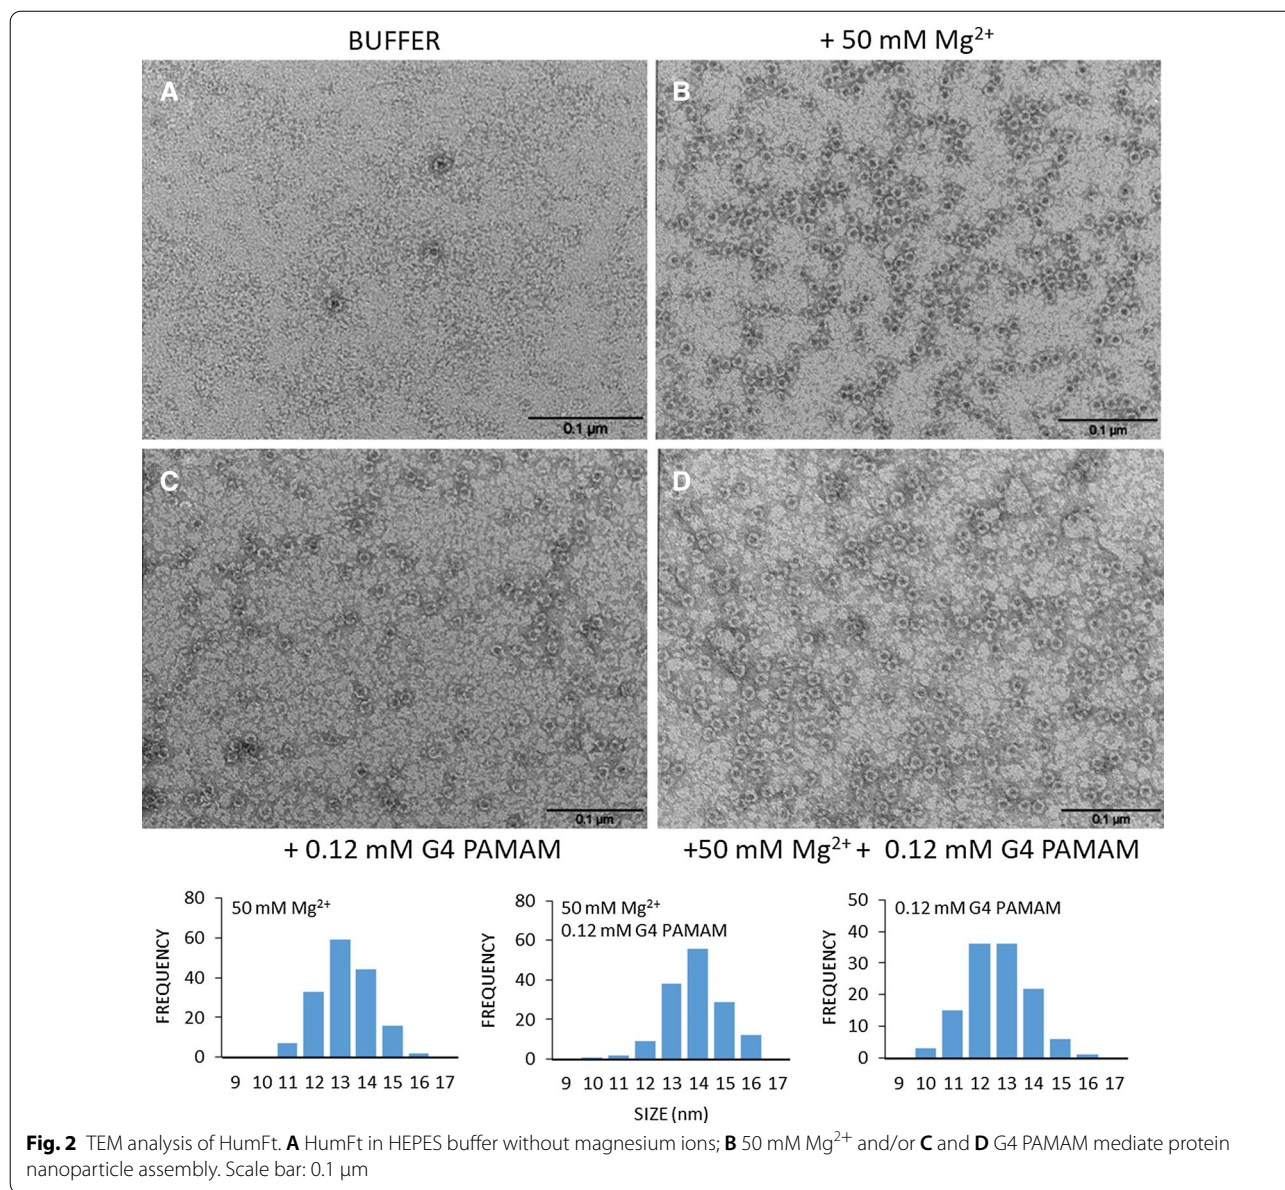 BUFFER
+ 50 mM Mg²⁺
A
B
0.1 µm
0.1 µm
C
D
0.1 µm
0.1 µm
+ 0.12 mM G4 PAMAM
+50 mM Mg²⁺ + 0.12 mM G4 PAMAM
50 mM Mg²⁺
FREQUENCY
80
60
40
20
0
9 10 11 12 13 14 15 16 17
50 mM Mg²⁺
0.12 mM G4 PAMAM
FREQUENCY
80
60
40
20
0
9 10 11 12 13 14 15 16 17
SIZE (nm)
0.12 mM G4 PAMAM
FREQUENCY
50
40
30
20
10
0
9 10 11 12 13 14 15 16 17
Fig. 2 TEM analysis of HumFt. A HumFt in HEPES buffer without magnesium ions; B 50 mM Mg²⁺ and/or C and D G4 PAMAM mediate protein
nanoparticle assembly. Scale bar: 0.1 µm